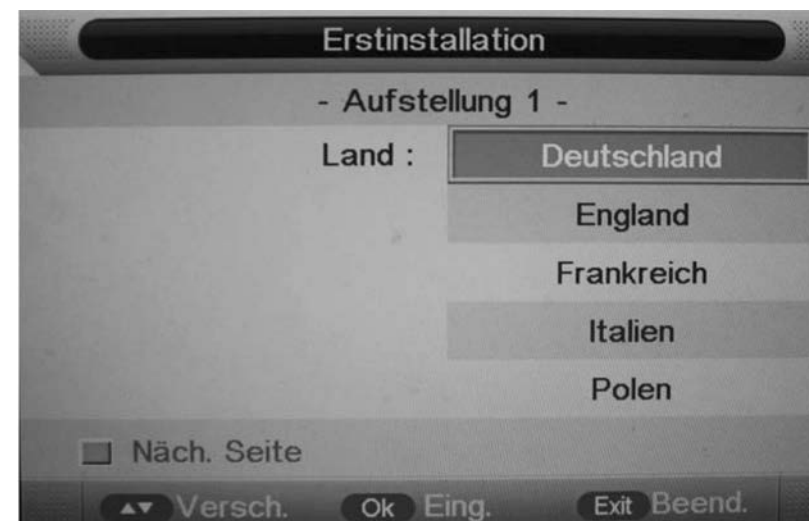 Erstinstallation
- Aufstellung 1 -
Land : Deutschland
England
Frankreich
Italien
Polen
Näch. Seite
▲▼ Versch. Ok Eing. Exit Beend.